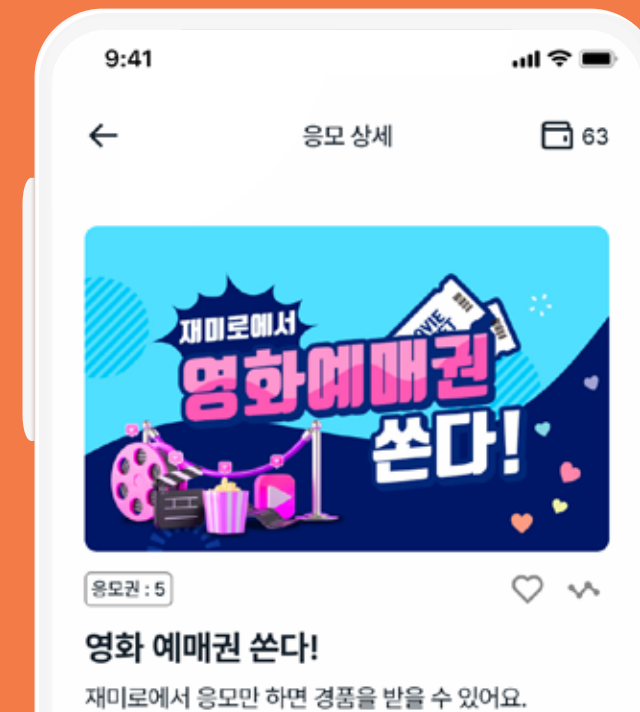 9:41
응모 상세
63
재미로에서
영화예매권
쏜다!
응모권 : 5
영화 예매권 쏜다!
재미로에서 응모만 하면 경품을 받을 수 있어요.